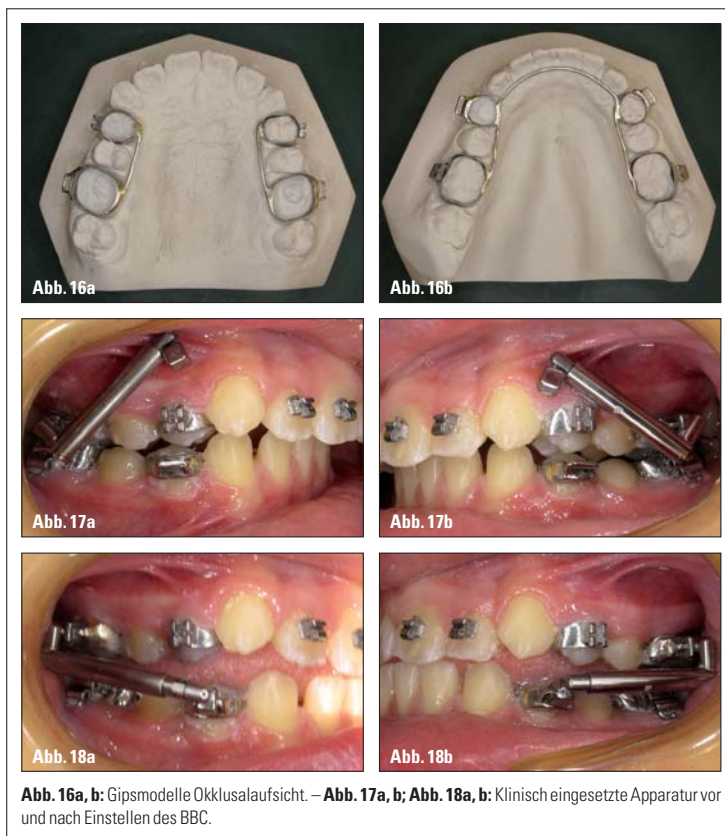 Abb. 16a
Abb. 16b
Abb. 17a
Abb. 17b
Abb. 18a
Abb. 18b
Abb. 16a, b: Gipsmodelle Okklusalaufsicht. – Abb. 17a, b; Abb. 18a, b: Klinisch eingesetzte Apparatur vor
und nach Einstellen des BBC.